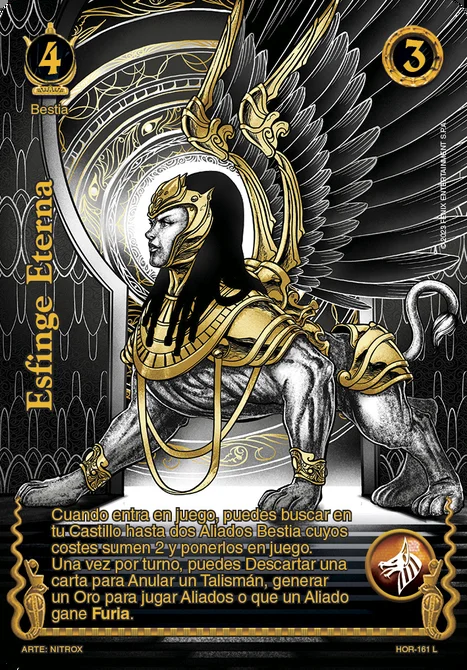 4
3
Bestia
Esfinge Eterna
© 2023 FENIX ENTERTAINMENT S.P.A.
Cuando entra en juego, puedes buscar en
tu Castillo hasta dos Aliados Bestia cuyos
costes sumen 2 y ponerlos en juego.
Una vez por turno, puedes Descartar una
carta para Anular un Talismán, generar
un Oro para jugar Aliados o que un Aliado
gane Furia.
ARTE: NITROX
HOR-161 L